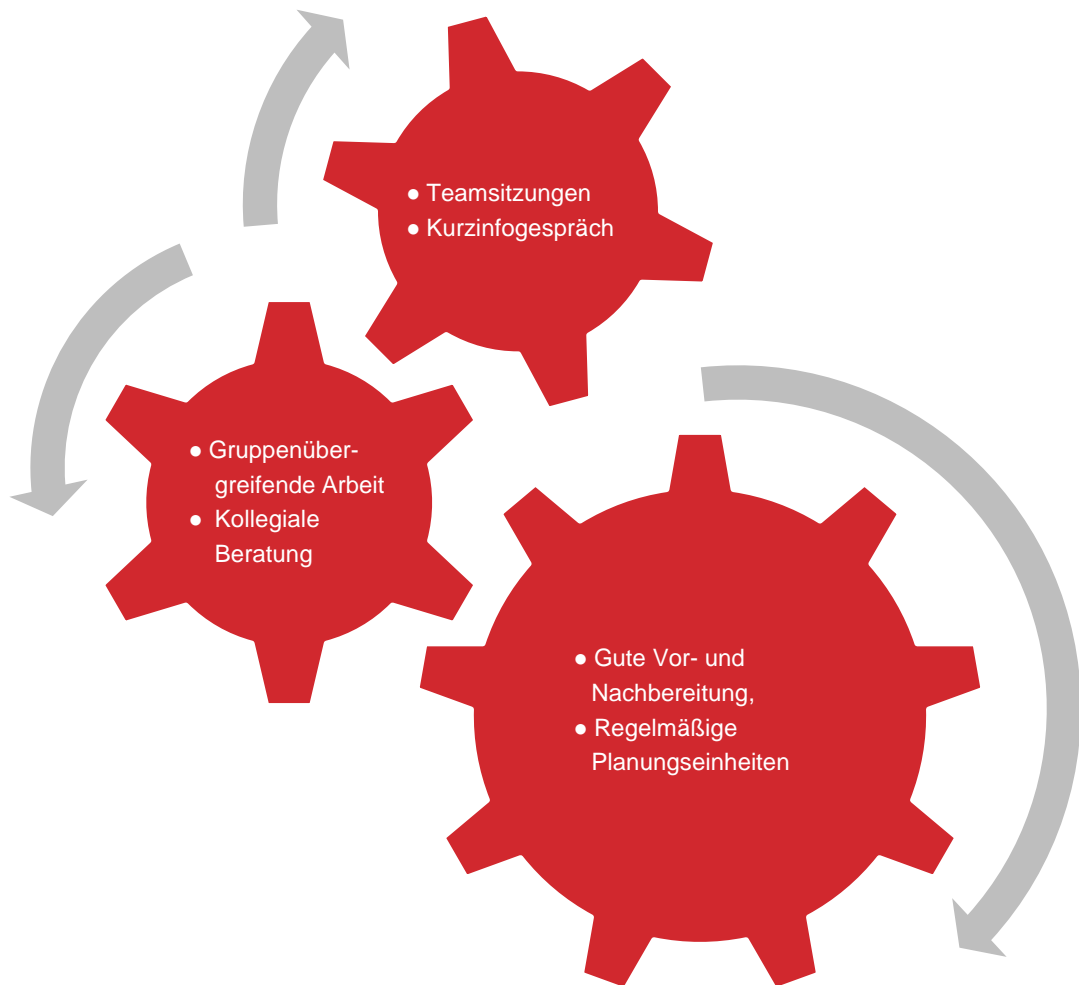 ● Teamsitzungen
● Kurzinfogespräch
● Gruppenüber-
greifende Arbeit
● Kollegiale
Beratung
● Gute Vor- und
Nachbereitung,
● Regelmäßige
Planungseinheiten